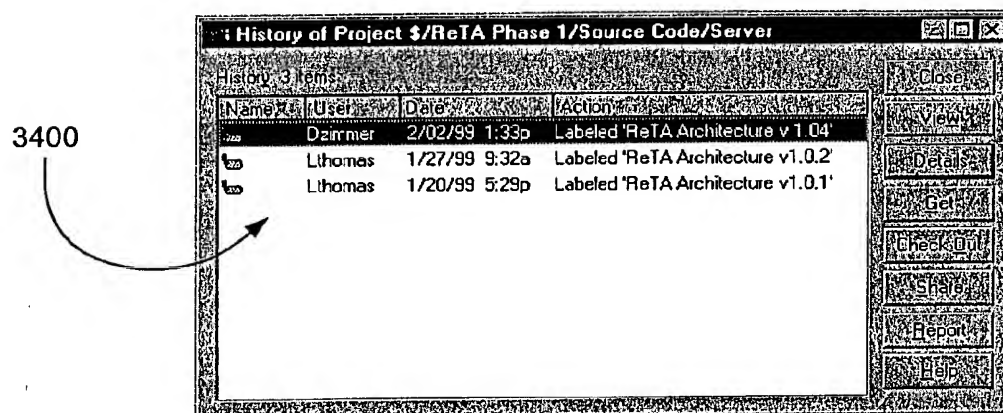 History of Project $/ReTA Phase 1/Source Code/Server
History: 3 items
Name User Date Action
Dzimmer 2/02/99 1:33p Labeled 'ReTA Architecture v 1.04'
Lthomas 1/27/99 9:32a Labeled 'ReTA Architecture v1.0.2'
Lthomas 1/20/99 5:29p Labeled 'ReTA Architecture v1.0.1'
Close
View
Details
Get
Check Out
Share
Report
Help
3400